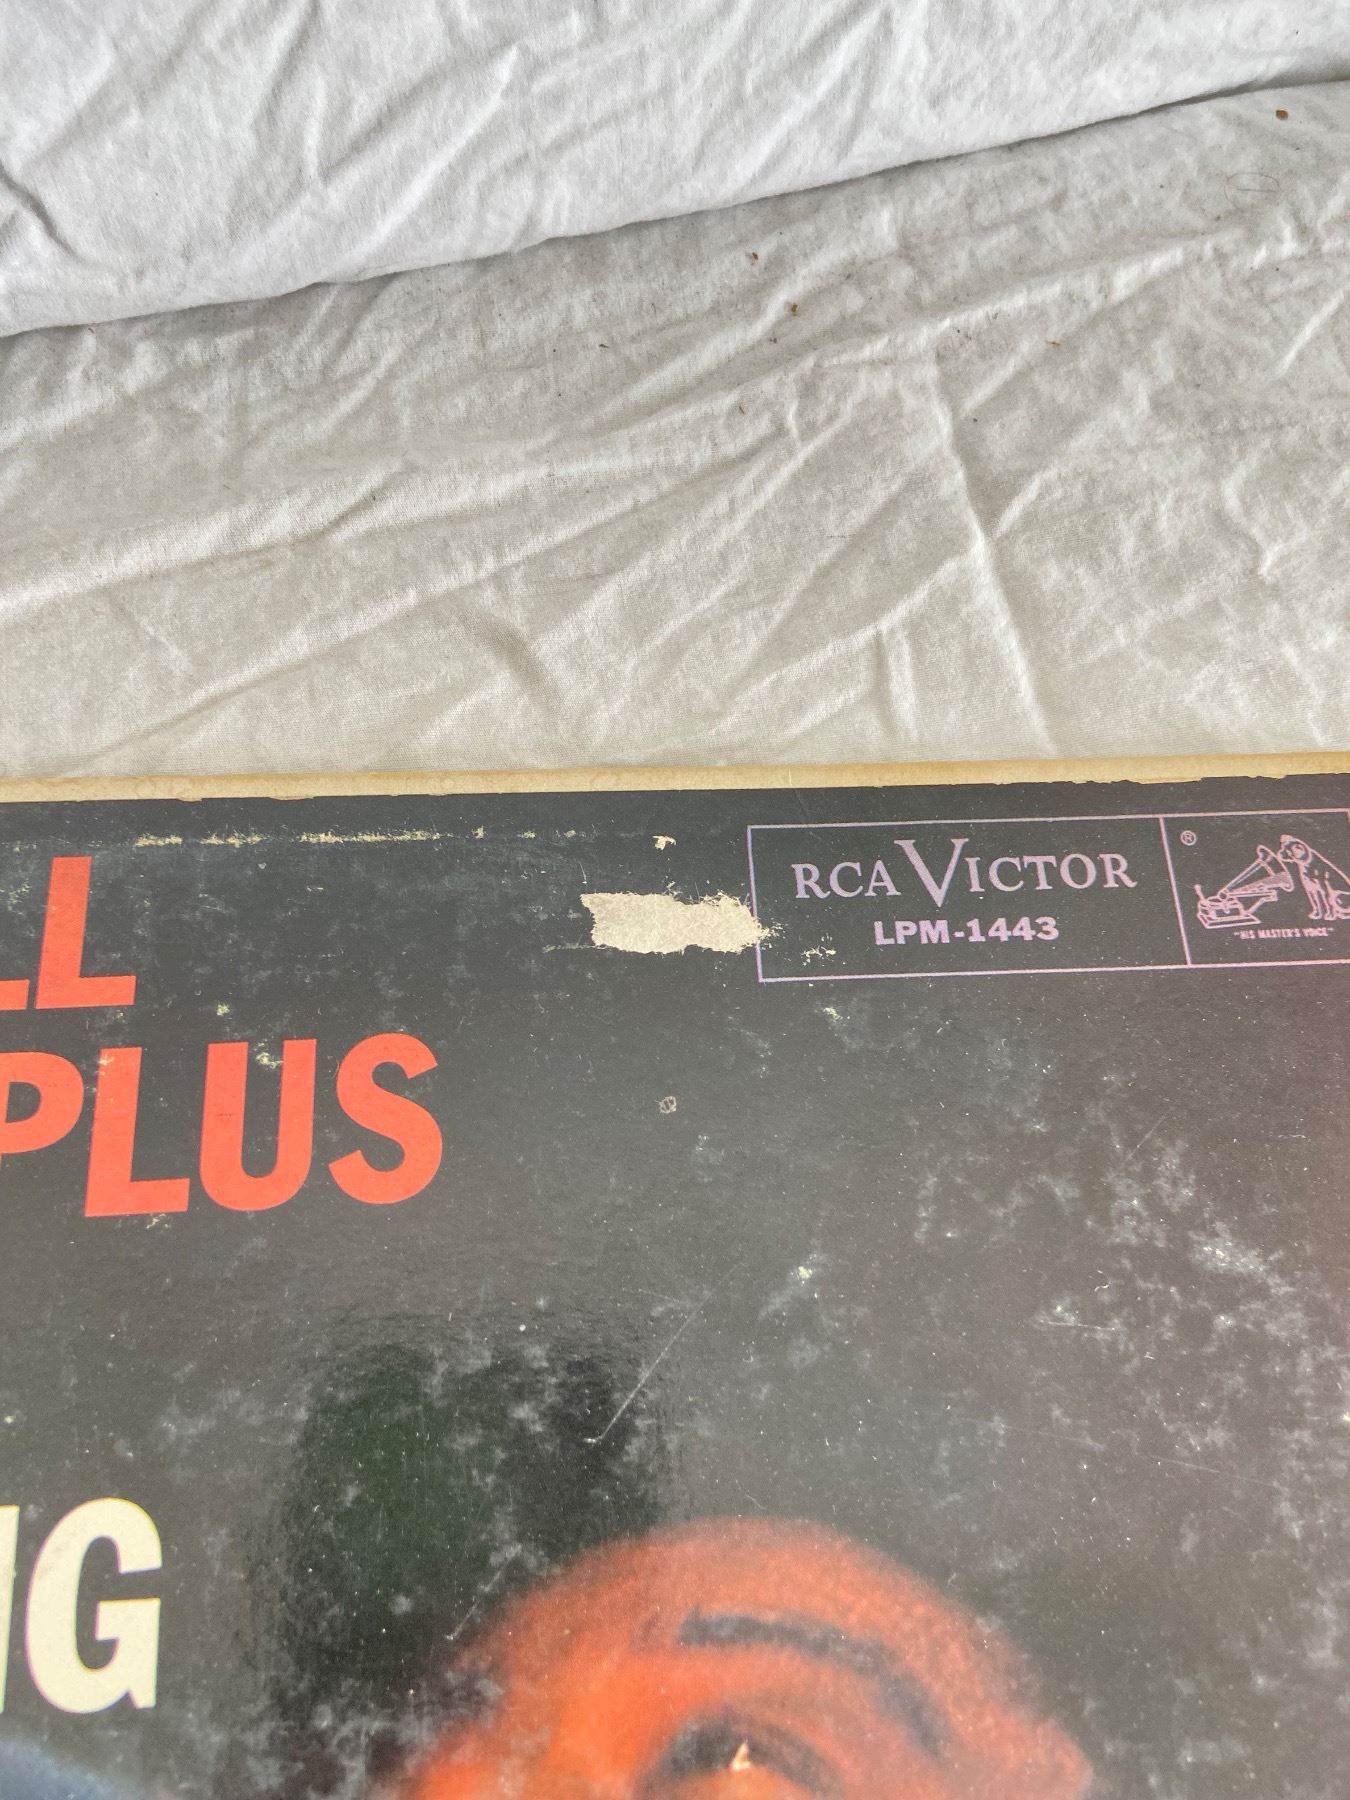 RCA VICTOR ®
LPM-1443
"HIS MASTER'S VOICE"
LL
PLUS
NG